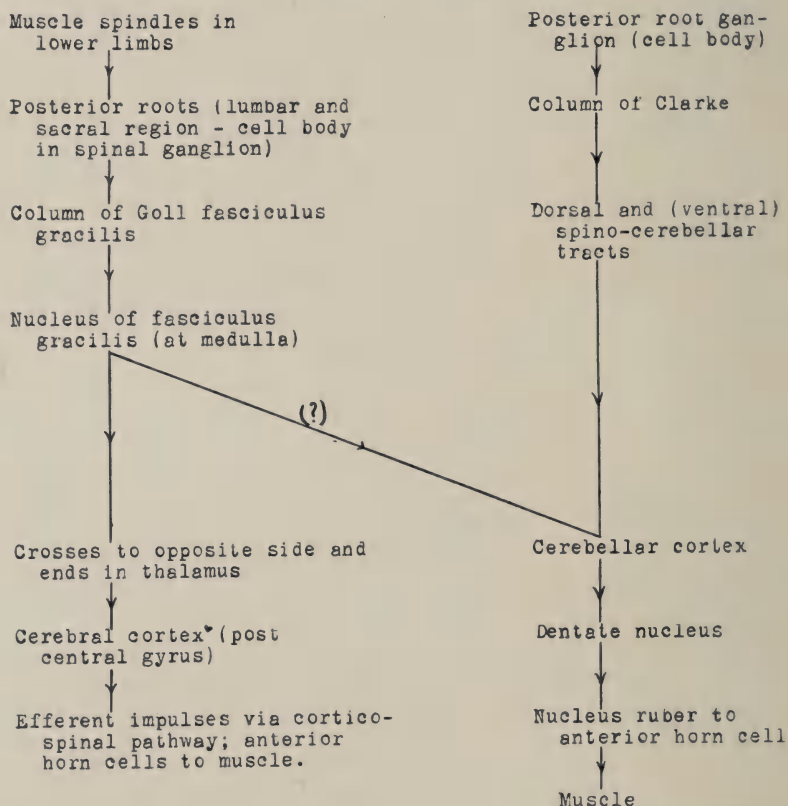 Muscle spindles in
lower limbs
Posterior roots (lumbar and
sacral region - cell body
in spinal ganglion)
Column of Goll fasciculus
gracilis
Nucleus of fasciculus
gracilis (at medulla)
(?)
Crosses to opposite side and
ends in thalamus
Cerebral cortex (post
central gyrus)
Efferent impulses via cortico-
spinal pathway; anterior
horn cells to muscle.
Posterior root gan-
glion (cell body)
Column of Clarke
Dorsal and (ventral)
spino-cerebellar
tracts
Cerebellar cortex
Dentate nucleus
Nucleus ruber to
anterior horn cell
Muscle